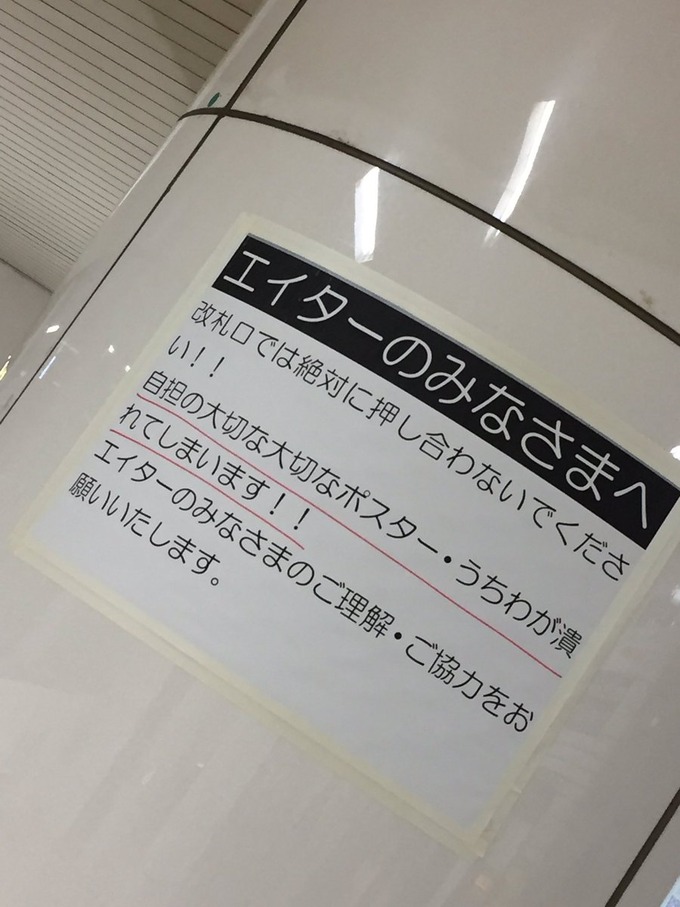 エイターのみなさまへ
改札口では絶対に押し合わないでくださ
い！！
自担の大切な大切なポスター・うちわが潰
れてしまいます！！
エイターのみなさまのご理解・ご協力をお
願いいたします。